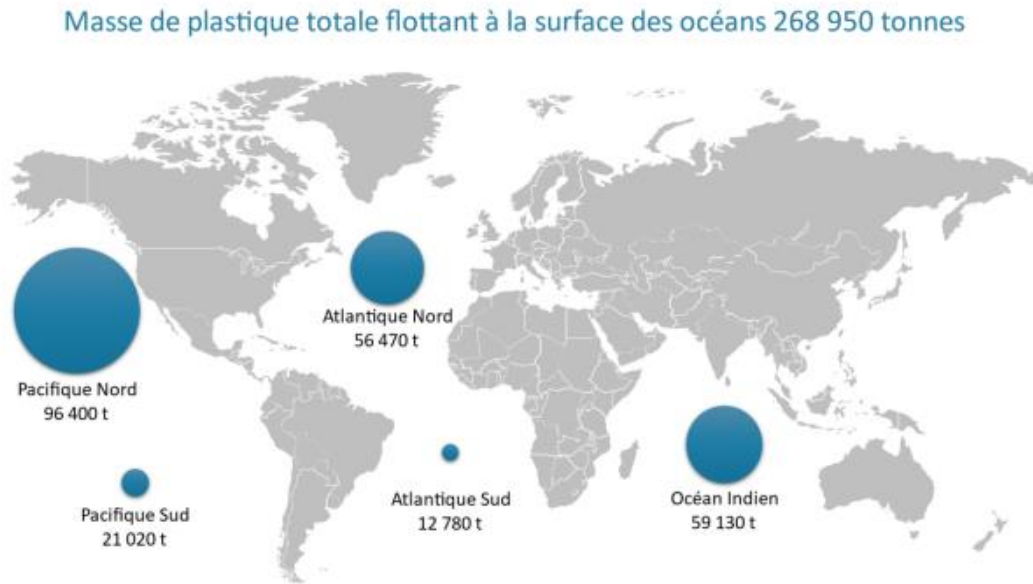 Masse de plastique totale flottant à la surface des océans 268 950 tonnes
Atlantique Nord
56 470 t
Pacifique Nord
96 400 t
Pacifique Sud
21 020 t
Atlantique Sud
12 780 t
Océan Indien
59 130 t